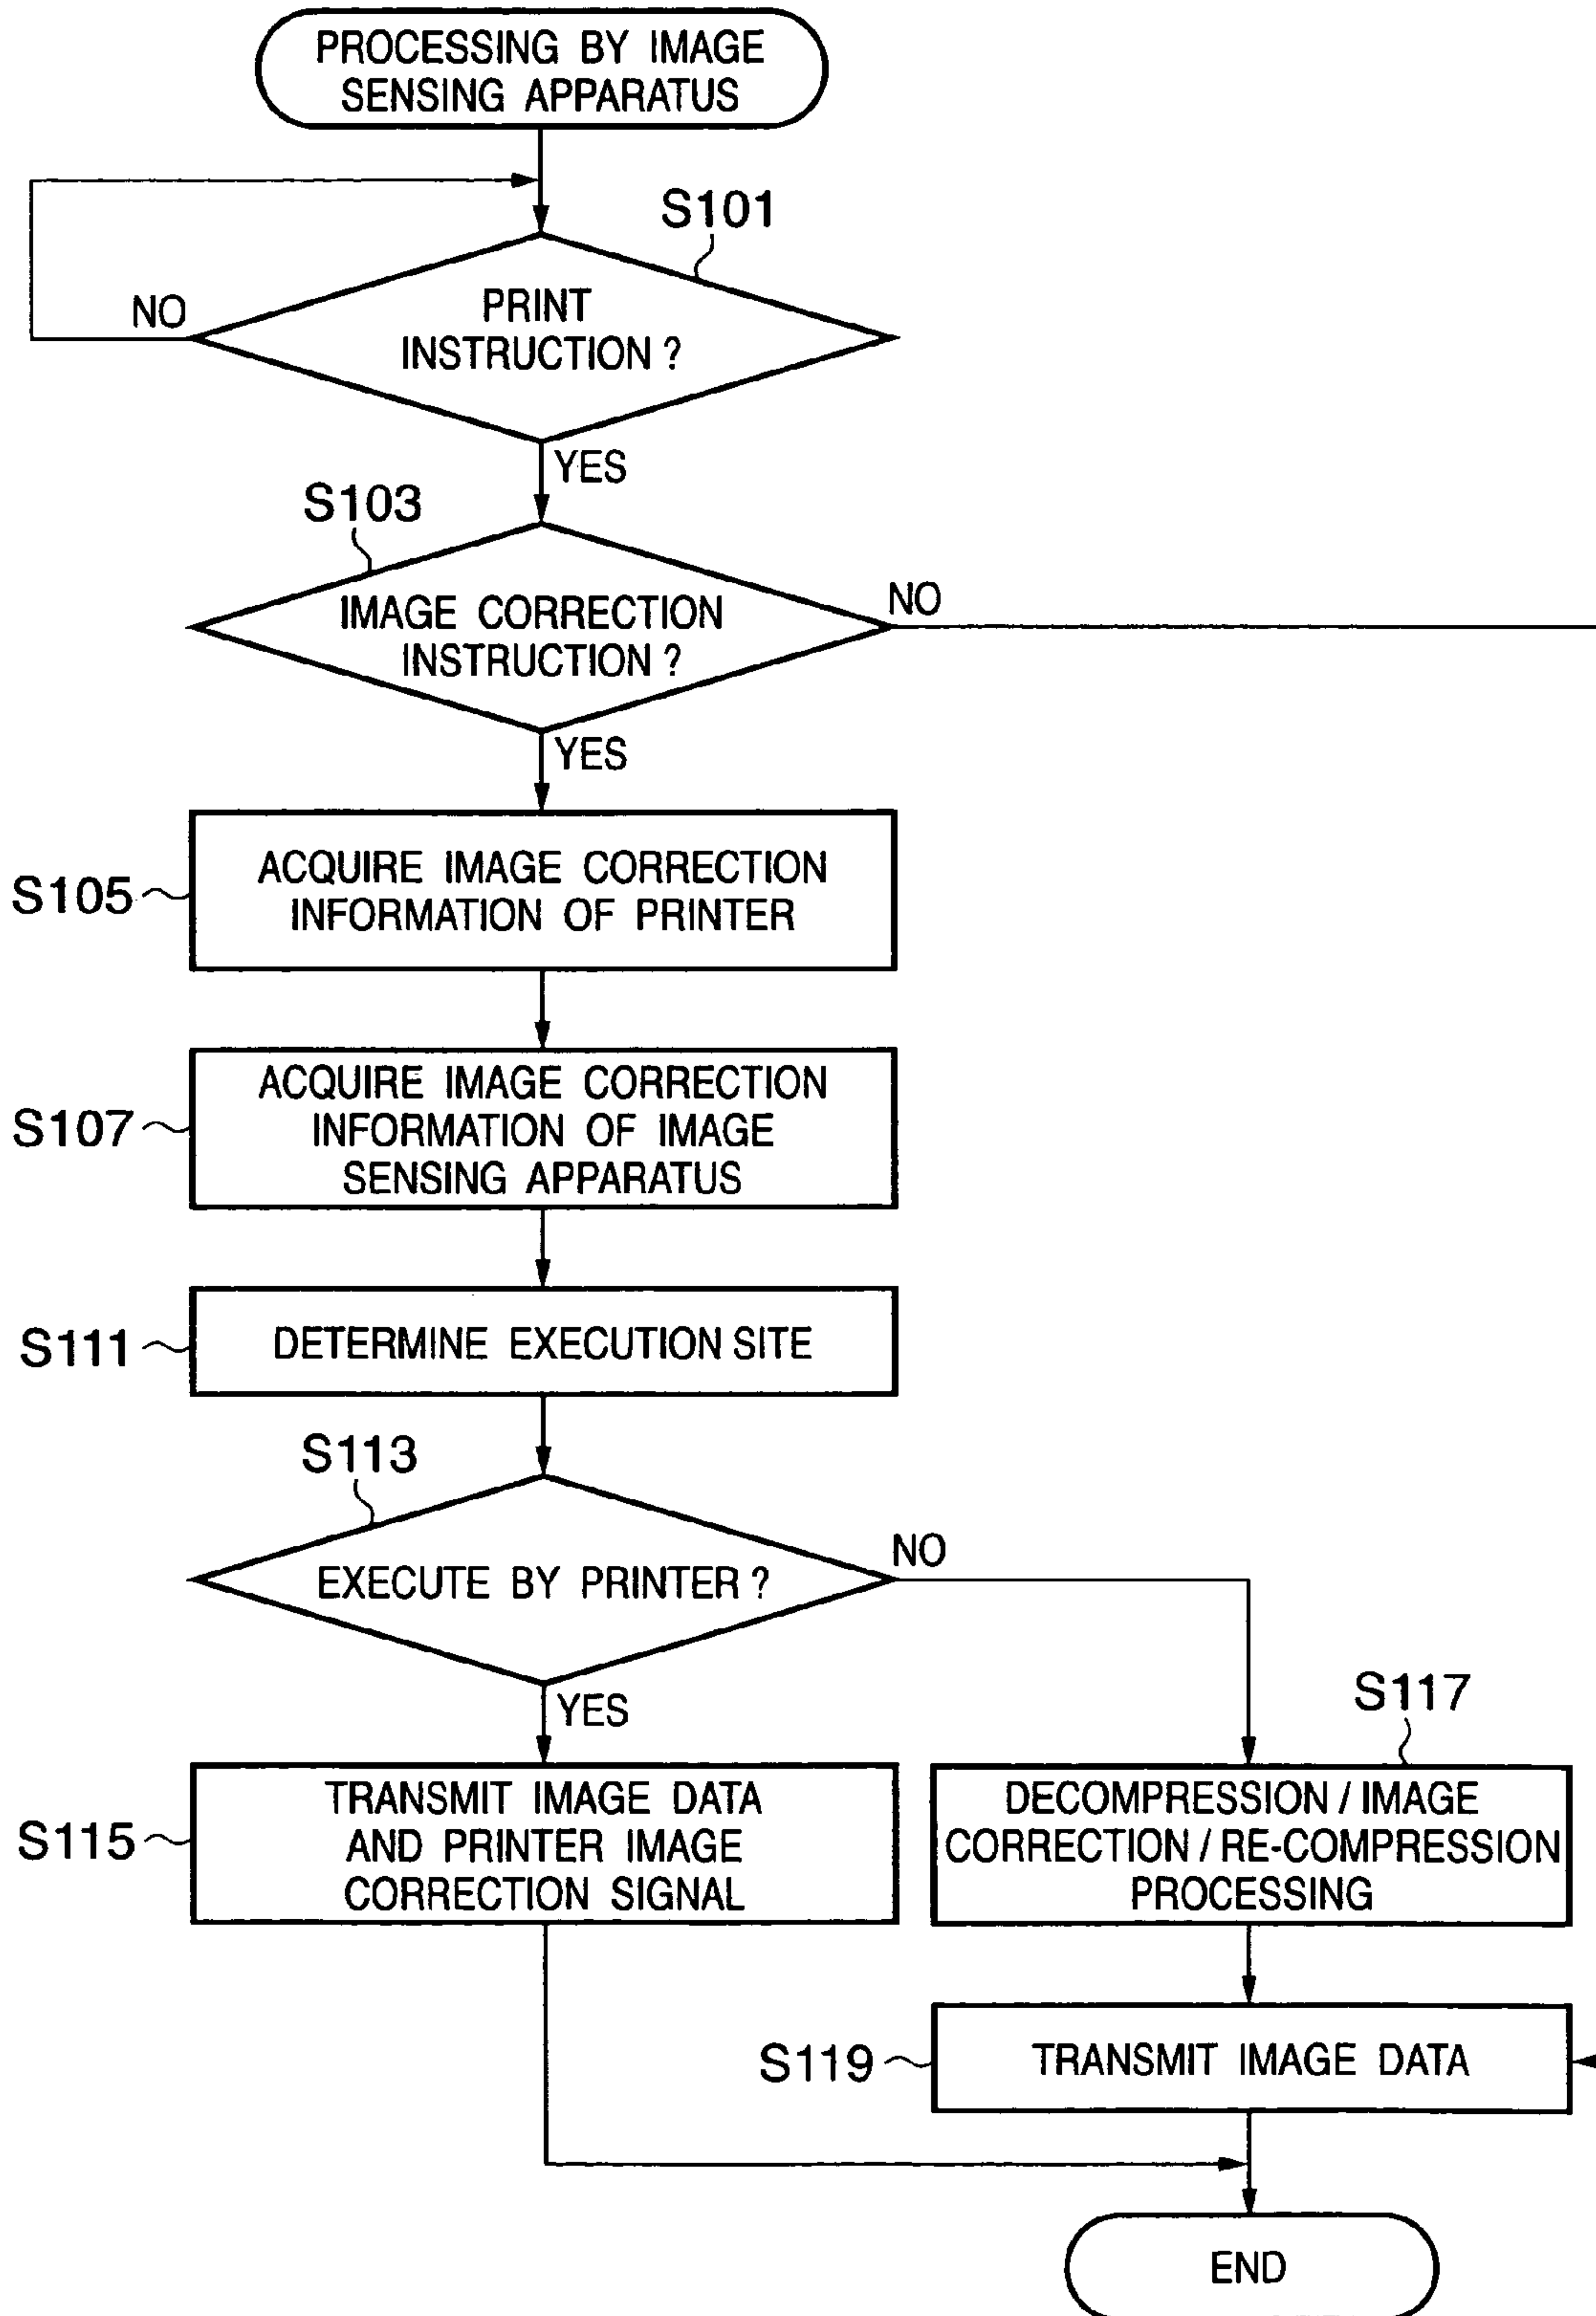 PROCESSING BY IMAGE
SENSING APPARATUS
S101
PRINT
INSTRUCTION ?
NO
YES
S103
IMAGE CORRECTION
INSTRUCTION ?
NO
YES
S105
ACQUIRE IMAGE CORRECTION
INFORMATION OF PRINTER
S107
ACQUIRE IMAGE CORRECTION
INFORMATION OF IMAGE
SENSING APPARATUS
S111
DETERMINE EXECUTION SITE
S113
EXECUTE BY PRINTER ?
NO
YES
S115
TRANSMIT IMAGE DATA
AND PRINTER IMAGE
CORRECTION SIGNAL
S117
DECOMPRESSION / IMAGE
CORRECTION / RE-COMPRESSION
PROCESSING
S119
TRANSMIT IMAGE DATA
END